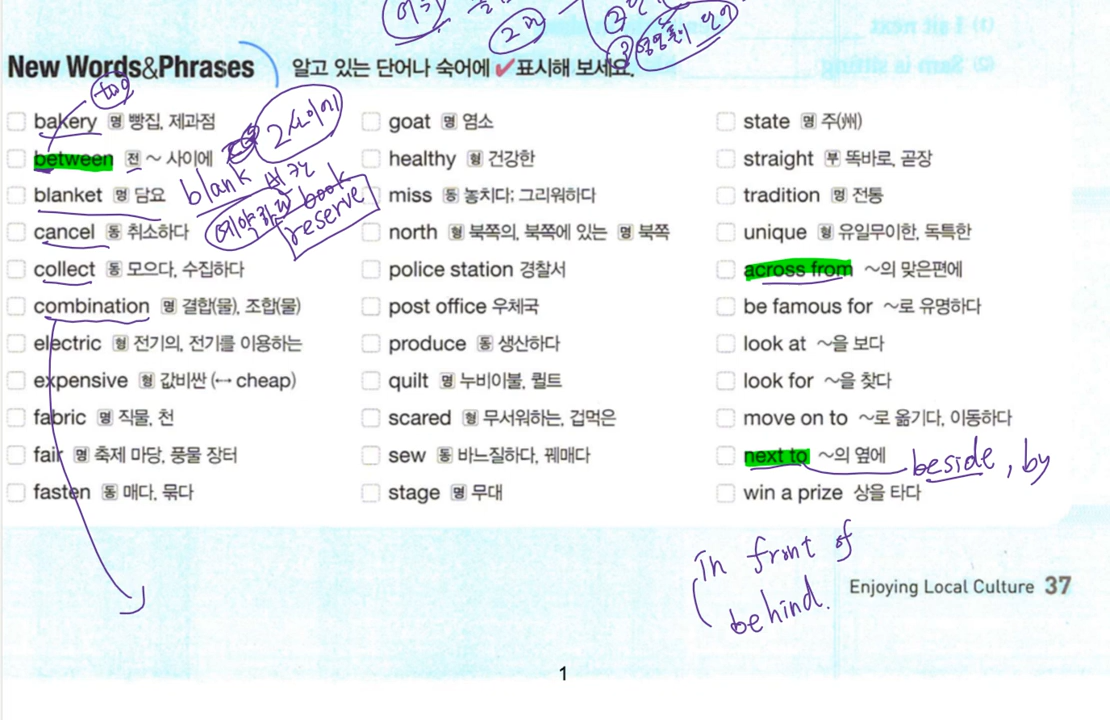 (1) I sit next
(2) Sam is sitting
2개
New Words&Phrases 알고 있는 단어나 숙어에 ✔표시해 보세요.
bakery 명 빵집, 제과점
between 전 ~ 사이에
2사이에
blanket 명 담요
blank 빈칸
cancel 동 취소하다
예약하다 book
reserve
collect 동 모으다, 수집하다
combination 명 결합(물), 조합(물)
electric 형 전기의, 전기를 이용하는
expensive 형 값비싼 (↔ cheap)
fabric 명 직물, 천
fair 명 축제 마당, 풍물 장터
fasten 동 매다, 묶다
goat 명 염소
healthy 형 건강한
miss 동 놓치다; 그리워하다
north 형 북쪽의, 북쪽에 있는 명 북쪽
police station 경찰서
post office 우체국
produce 동 생산하다
quilt 명 누비이불, 퀼트
scared 형 무서워하는, 겁먹은
sew 동 바느질하다, 꿰매다
stage 명 무대
state 명 주(州)
straight 부 똑바로, 곧장
tradition 명 전통
unique 형 유일무이한, 독특한
across from ~의 맞은편에
be famous for ~로 유명하다
look at ~을 보다
look for ~을 찾다
move on to ~로 옮기다, 이동하다
next to ~의 옆에
beside, by
win a prize 상을 타다
In front of
behind.
Enjoying Local Culture 37
1